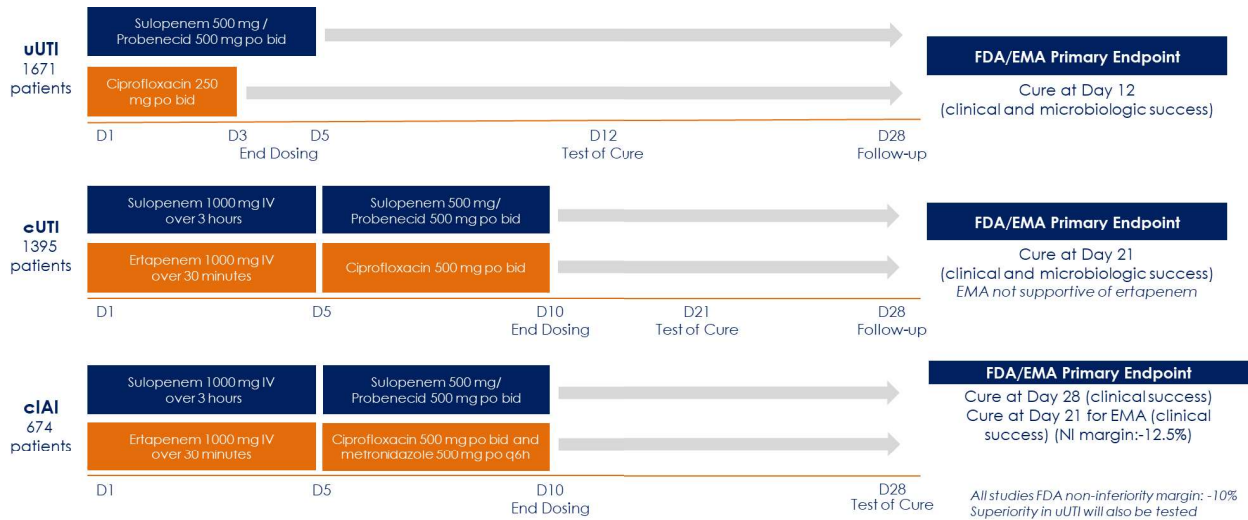 uUTI
1671
patients
Sulopenem 500 mg /
Probenecid 500 mg po bid
Ciprofloxacin 250
mg po bid
D1
D3
D5
End Dosing
D12
Test of Cure
D28
Follow-up
FDA/EMA Primary Endpoint
Cure at Day 12
(clinical and microbiologic success)
cUTI
1395
patients
Sulopenem 1000 mg IV
over 3 hours
Sulopenem 500 mg/
Probenecid 500 mg po bid
Ertapenem 1000 mg IV
over 30 minutes
Ciprofloxacin 500 mg po bid
D1
D5
D10
End Dosing
D21
Test of Cure
D28
Follow-up
FDA/EMA Primary Endpoint
Cure at Day 21
(clinical and microbiologic success)
EMA not supportive of ertapenem
cIAI
674
patients
Sulopenem 1000 mg IV
over 3 hours
Sulopenem 500 mg/
Probenecid 500 mg po bid
Ertapenem 1000 mg IV
over 30 minutes
Ciprofloxacin 500 mg po bid and
metronidazole 500 mg po q6h
D1
D5
D10
End Dosing
D28
Test of Cure
FDA/EMA Primary Endpoint
Cure at Day 28 (clinical success)
Cure at Day 21 for EMA (clinical
success) (NI margin:-12.5%)
All studies FDA non-inferiority margin: -10%
Superiority in uUTI will also be tested